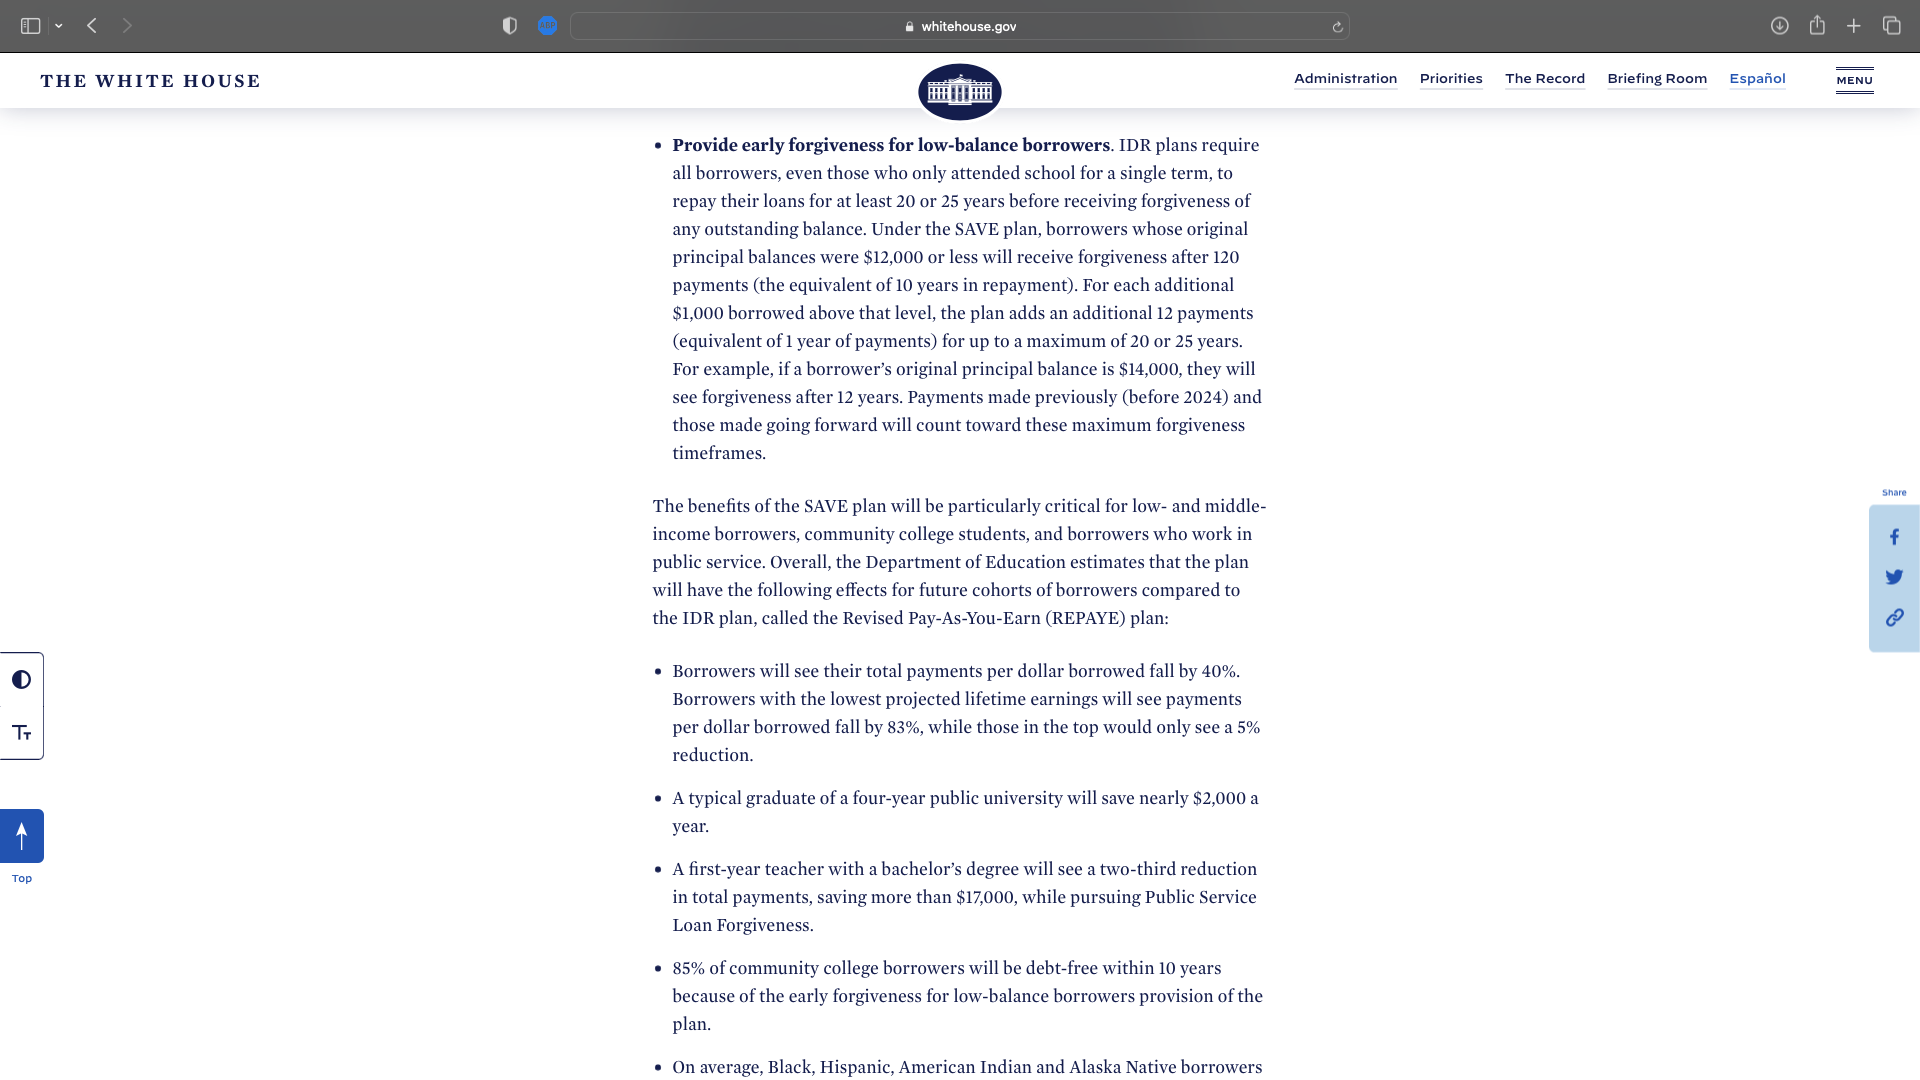 whitehouse.gov
THE WHITE HOUSE
Administration Priorities The Record Briefing Room Español MENU
• Provide early forgiveness for low-balance borrowers. IDR plans require
all borrowers, even those who only attended school for a single term, to
repay their loans for at least 20 or 25 years before receiving forgiveness of
any outstanding balance. Under the SAVE plan, borrowers whose original
principal balances were $12,000 or less will receive forgiveness after 120
payments (the equivalent of 10 years in repayment). For each additional
$1,000 borrowed above that level, the plan adds an additional 12 payments
(equivalent of 1 year of payments) for up to a maximum of 20 or 25 years.
For example, if a borrower’s original principal balance is $14,000, they will
see forgiveness after 12 years. Payments made previously (before 2024) and
those made going forward will count toward these maximum forgiveness
timeframes.
The benefits of the SAVE plan will be particularly critical for low- and middle-
income borrowers, community college students, and borrowers who work in
public service. Overall, the Department of Education estimates that the plan
will have the following effects for future cohorts of borrowers compared to
the IDR plan, called the Revised Pay-As-You-Earn (REPAYE) plan:
• Borrowers will see their total payments per dollar borrowed fall by 40%.
Borrowers with the lowest projected lifetime earnings will see payments
per dollar borrowed fall by 83%, while those in the top would only see a 5%
reduction.
• A typical graduate of a four-year public university will save nearly $2,000 a
year.
• A first-year teacher with a bachelor’s degree will see a two-third reduction
in total payments, saving more than $17,000, while pursuing Public Service
Loan Forgiveness.
• 85% of community college borrowers will be debt-free within 10 years
because of the early forgiveness for low-balance borrowers provision of the
plan.
• On average, Black, Hispanic, American Indian and Alaska Native borrowers
Share
Tт
Top